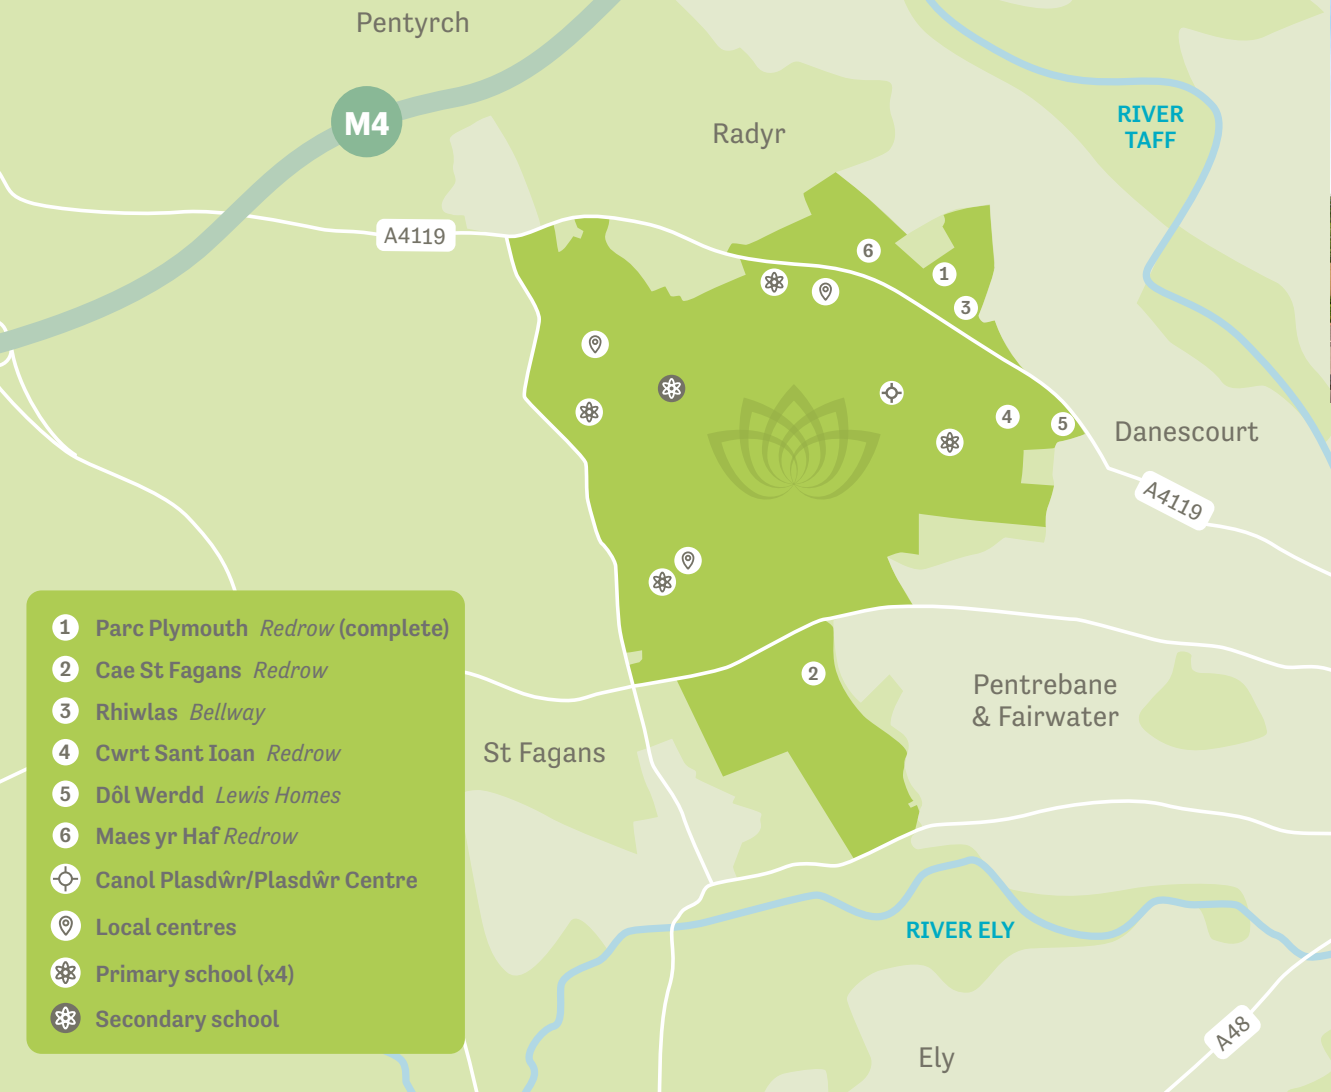 Pentyrch
M4
Radyr
RIVER
TAFF
A4119
6
1
3
4
5
Danescourt
A4119
2
Pentrebane
& Fairwater
St Fagans
RIVER ELY
A48
Ely
1 Parc Plymouth Redrow (complete)
2 Cae St Fagans Redrow
3 Rhiwlas Bellway
4 Cwrt Sant Ioan Redrow
5 Dôl Werdd Lewis Homes
6 Maes yr Haf Redrow
Canol Plasdŵr/Plasdŵr Centre
Local centres
Primary school (x4)
Secondary school